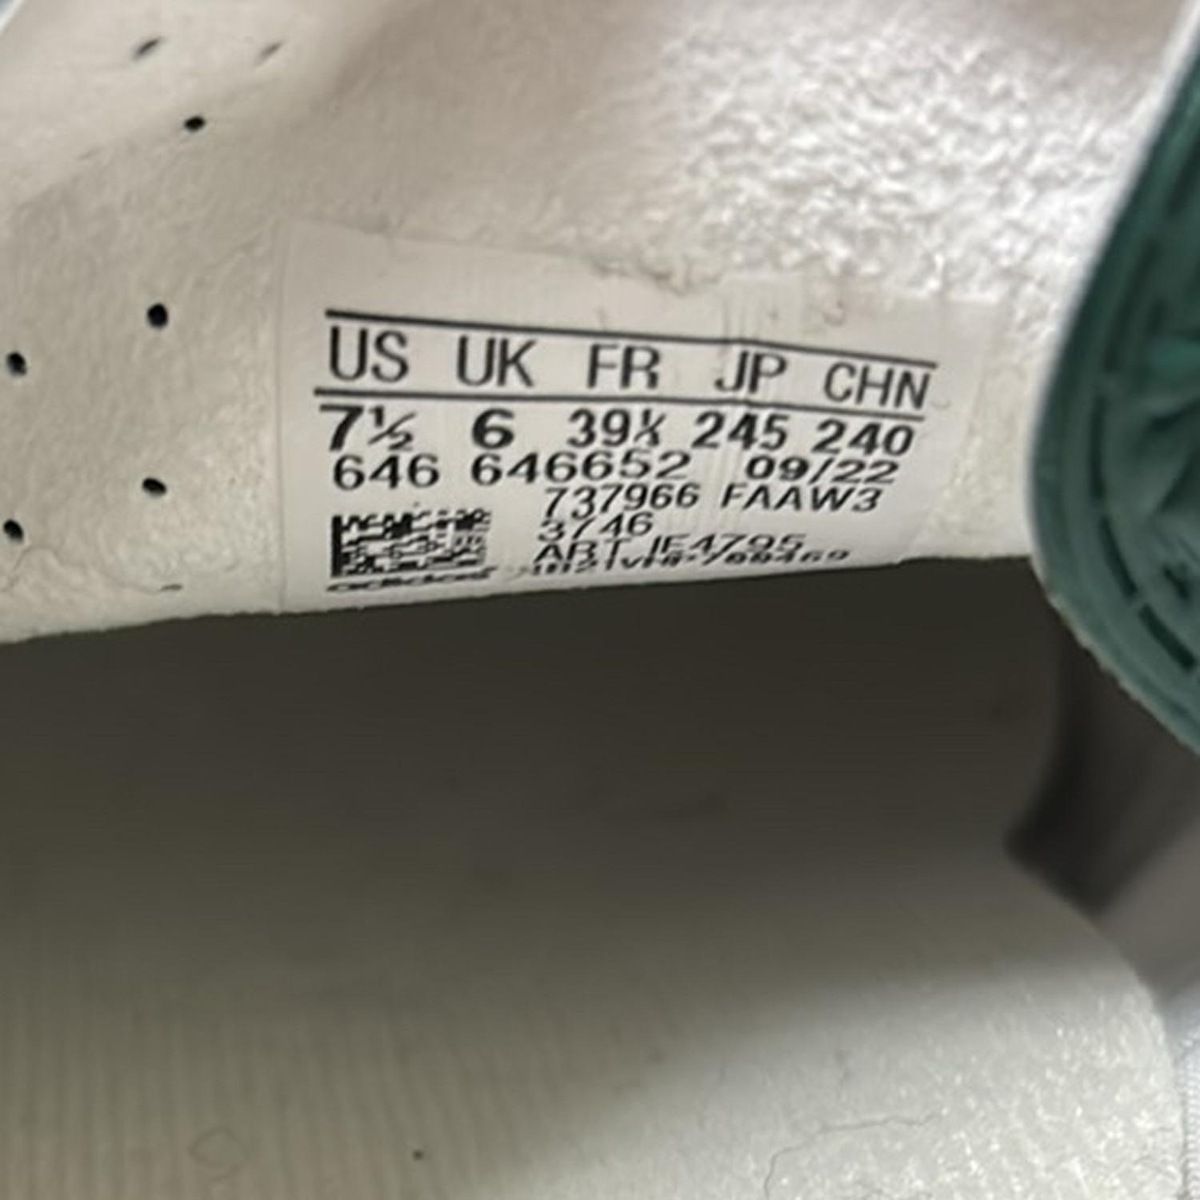 US UK FR JP CHN
7½ 6 39⅓ 245 240
646 646652 09/22
737966 FAAW3
3746
ART IE4795
adidas